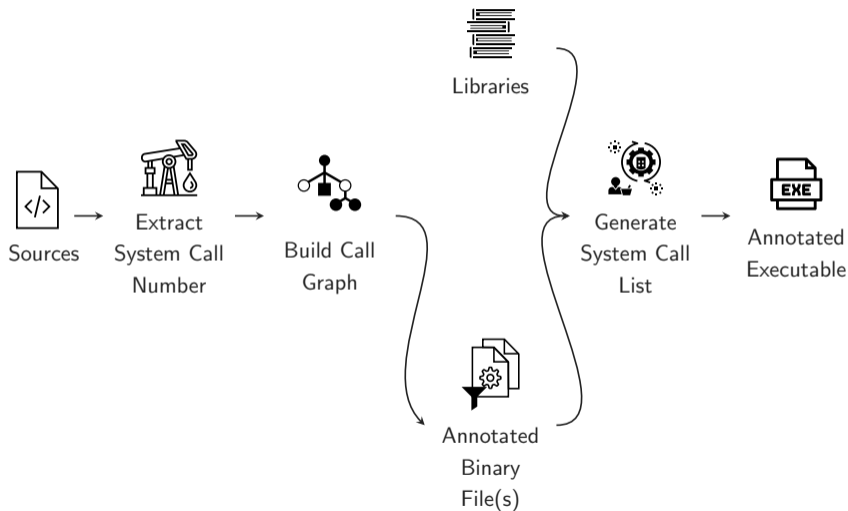 Libraries
</>
Sources
Extract
System Call
Number
Build Call
Graph
Annotated
Binary
File(s)
Generate
System Call
List
EXE
Annotated
Executable